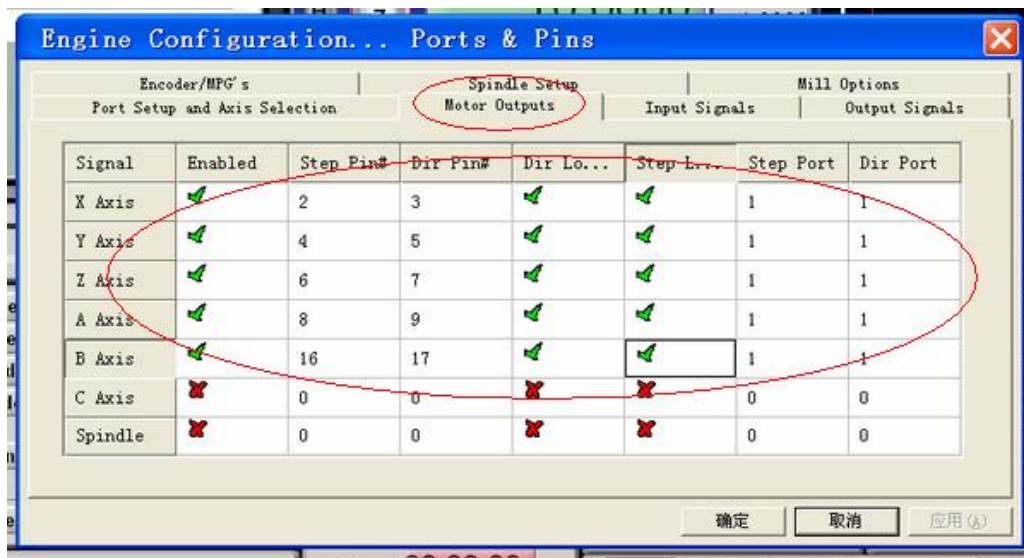 Engine Configuration... Ports & Pins
Encoder/MPG's Spindle Setup Mill Options
Port Setup and Axis Selection Motor Outputs Input Signals Output Signals
Signal Enabled Step Pin# Dir Pin# Dir Lo... Step L... Step Port Dir Port
X Axis 2 3 1 1
Y Axis 4 5 1 1
Z Axis 6 7 1 1
A Axis 8 9 1 1
B Axis 16 17 1 1
C Axis 0 0 0 0
Spindle 0 0 0 0
确定 取消 应用(A)